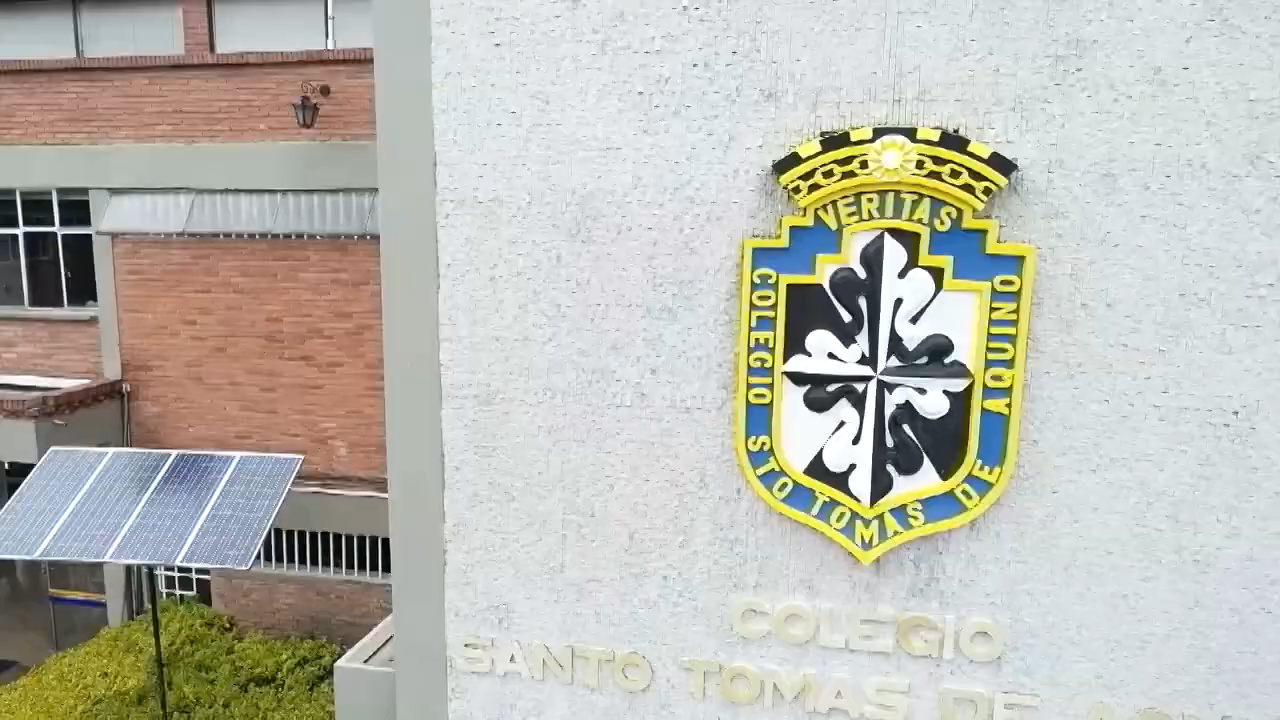 VERITAS
COLEGIO STO TOMAS DE AQUINO
COLEGIO
SANTO TOMAS DE